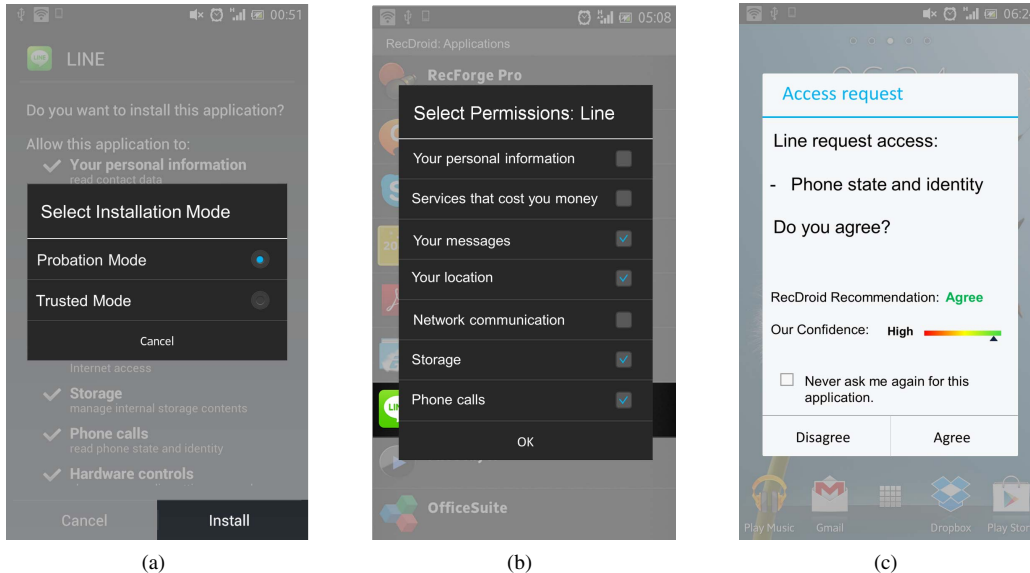 00:51
LINE
LINE
Do you want to install this application?
Allow this application to:
Your personal information
read contact data
Select Installation Mode
Probation Mode
Trusted Mode
Cancel
Internet access
Storage
manage internal storage contents
Phone calls
read phone state and identity
Hardware controls
Cancel
Install
(a)
05:08
RecDroid: Applications
RecForge Pro
Select Permissions: Line
Your personal information
Services that cost you money
Your messages
Your location
Network communication
Storage
Phone calls
OK
OfficeSuite
(b)
Access request
Line request access:
- Phone state and identity
Do you agree?
RecDroid Recommendation: Agree
Our Confidence: High
Never ask me again for this
application.
Disagree
Agree
Play Music
Gmail
Dropbox
Play Stor
(c)